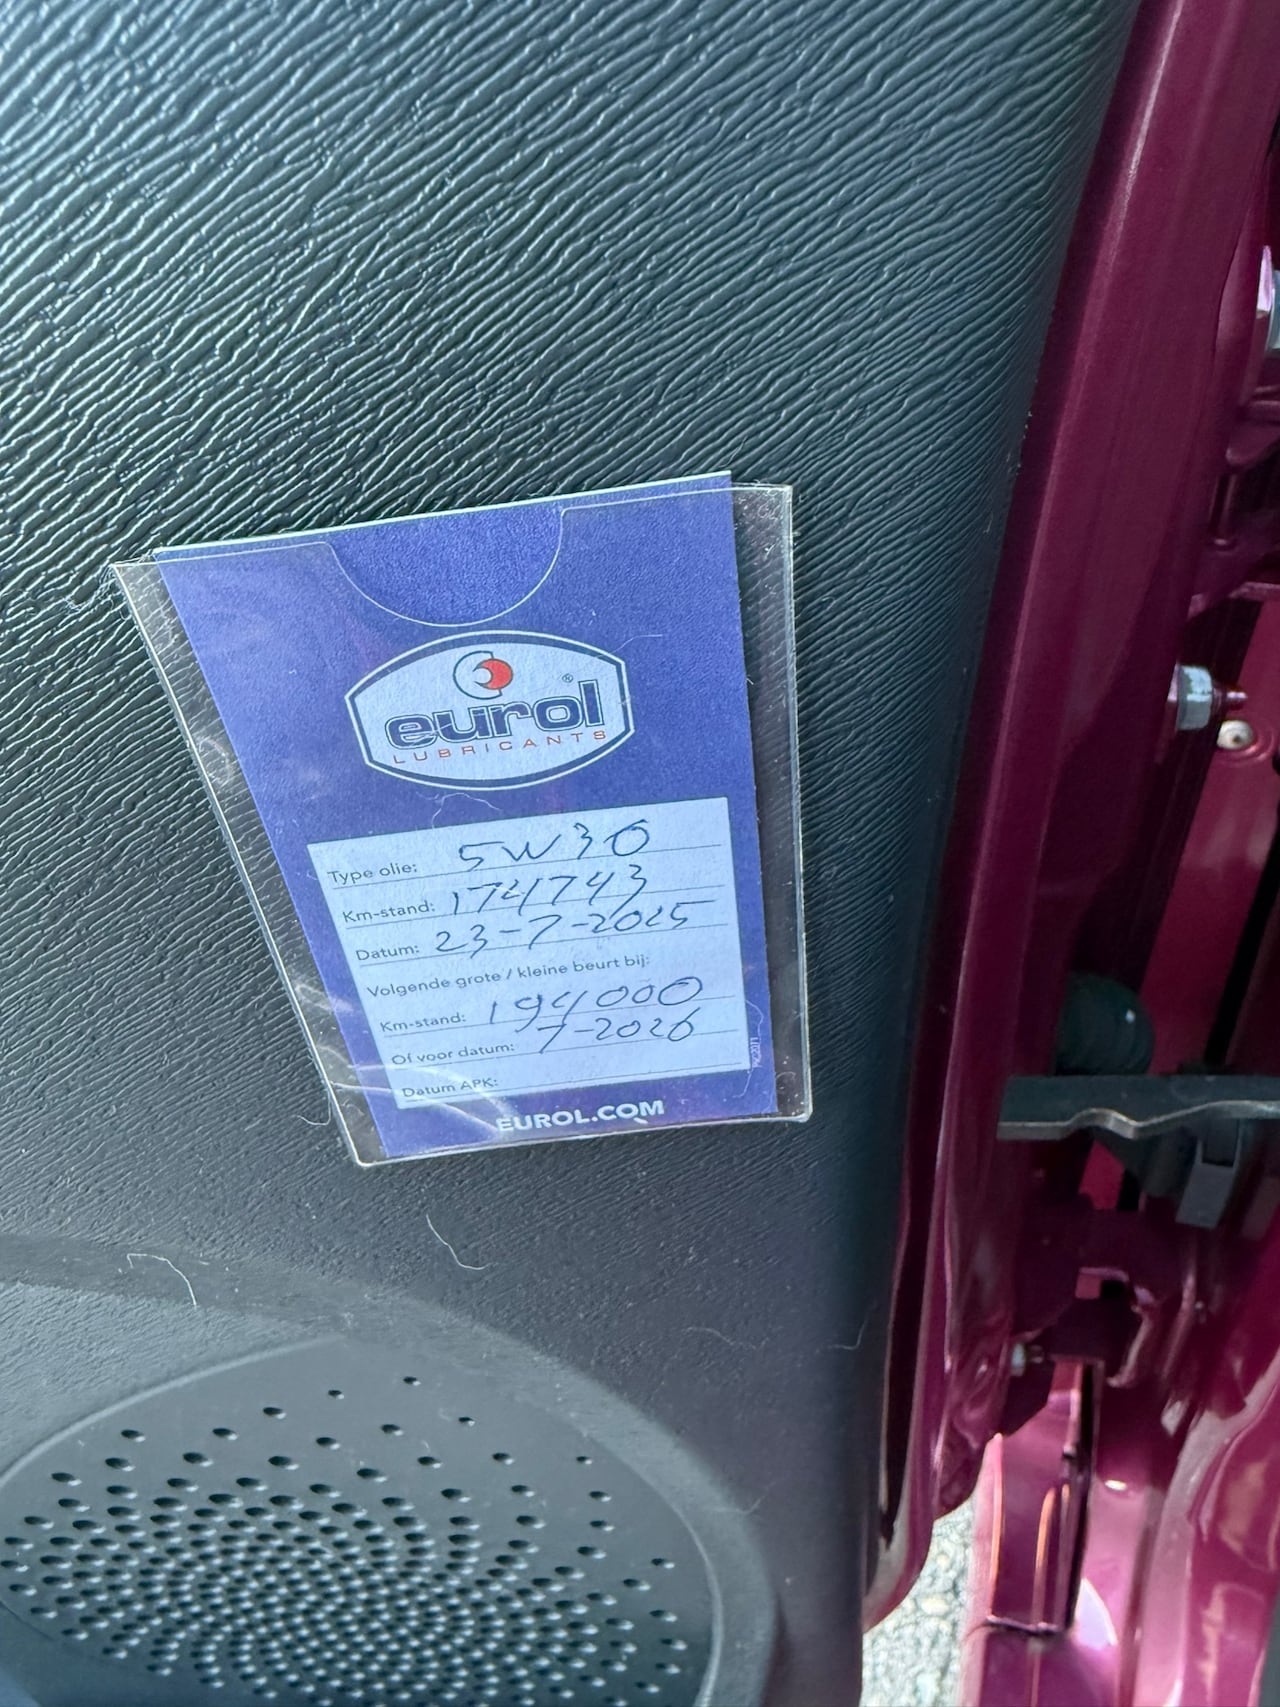 eurol®
LUBRICANTS
Type olie: 5W30
Km-stand: 174743
Datum: 23-7-2025
Volgende grote / kleine beurt bij:
Km-stand: 194000
Of voor datum: 7-2026
Datum APK:
EUROL.COM